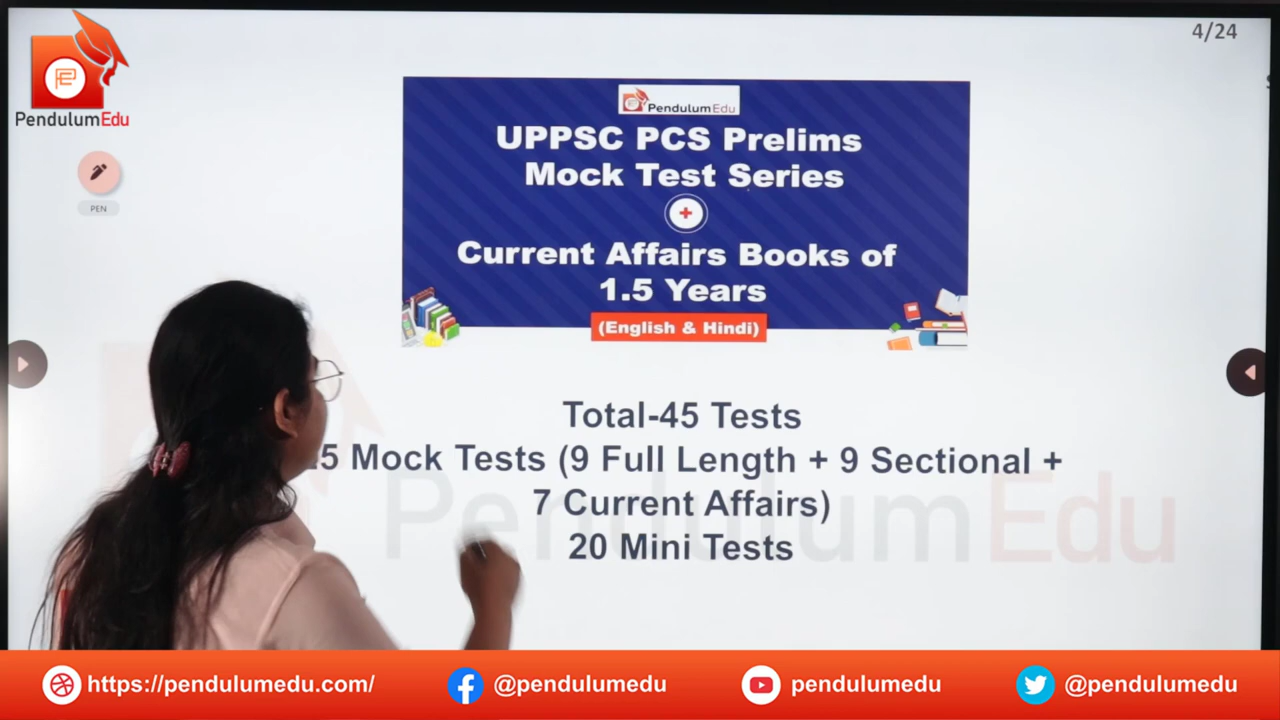 4/24
PendulumEdu
PEN
PendulumEdu
UPPSC PCS Prelims
Mock Test Series
+
Current Affairs Books of
1.5 Years
(English & Hindi)
Total-45 Tests
5 Mock Tests (9 Full Length + 9 Sectional +
7 Current Affairs)
20 Mini Tests
PendulumEdu
https://pendulumedu.com/
@pendulumedu
pendulumedu
@pendulumedu